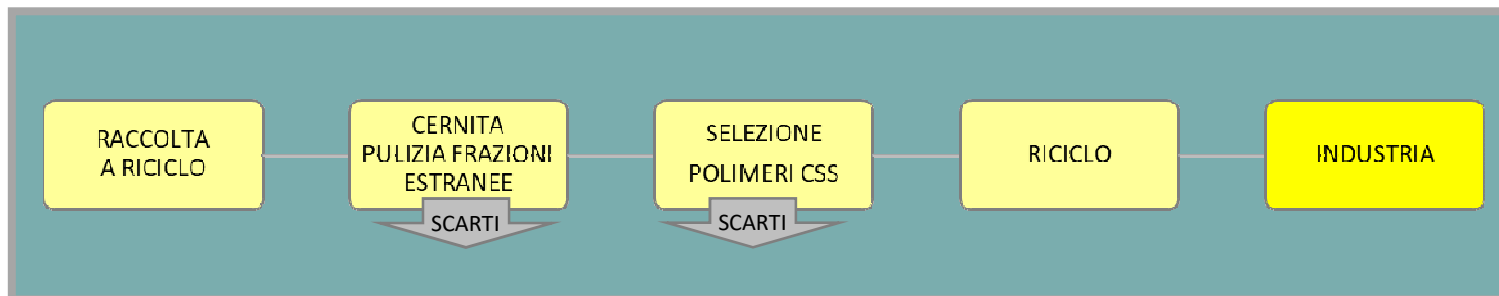 RACCOLTA
A RICICLO
CERNITA
PULIZIA FRAZIONI
ESTRANEE
SCARTI
SELEZIONE
POLIMERI CSS
SCARTI
RICICLO
INDUSTRIA